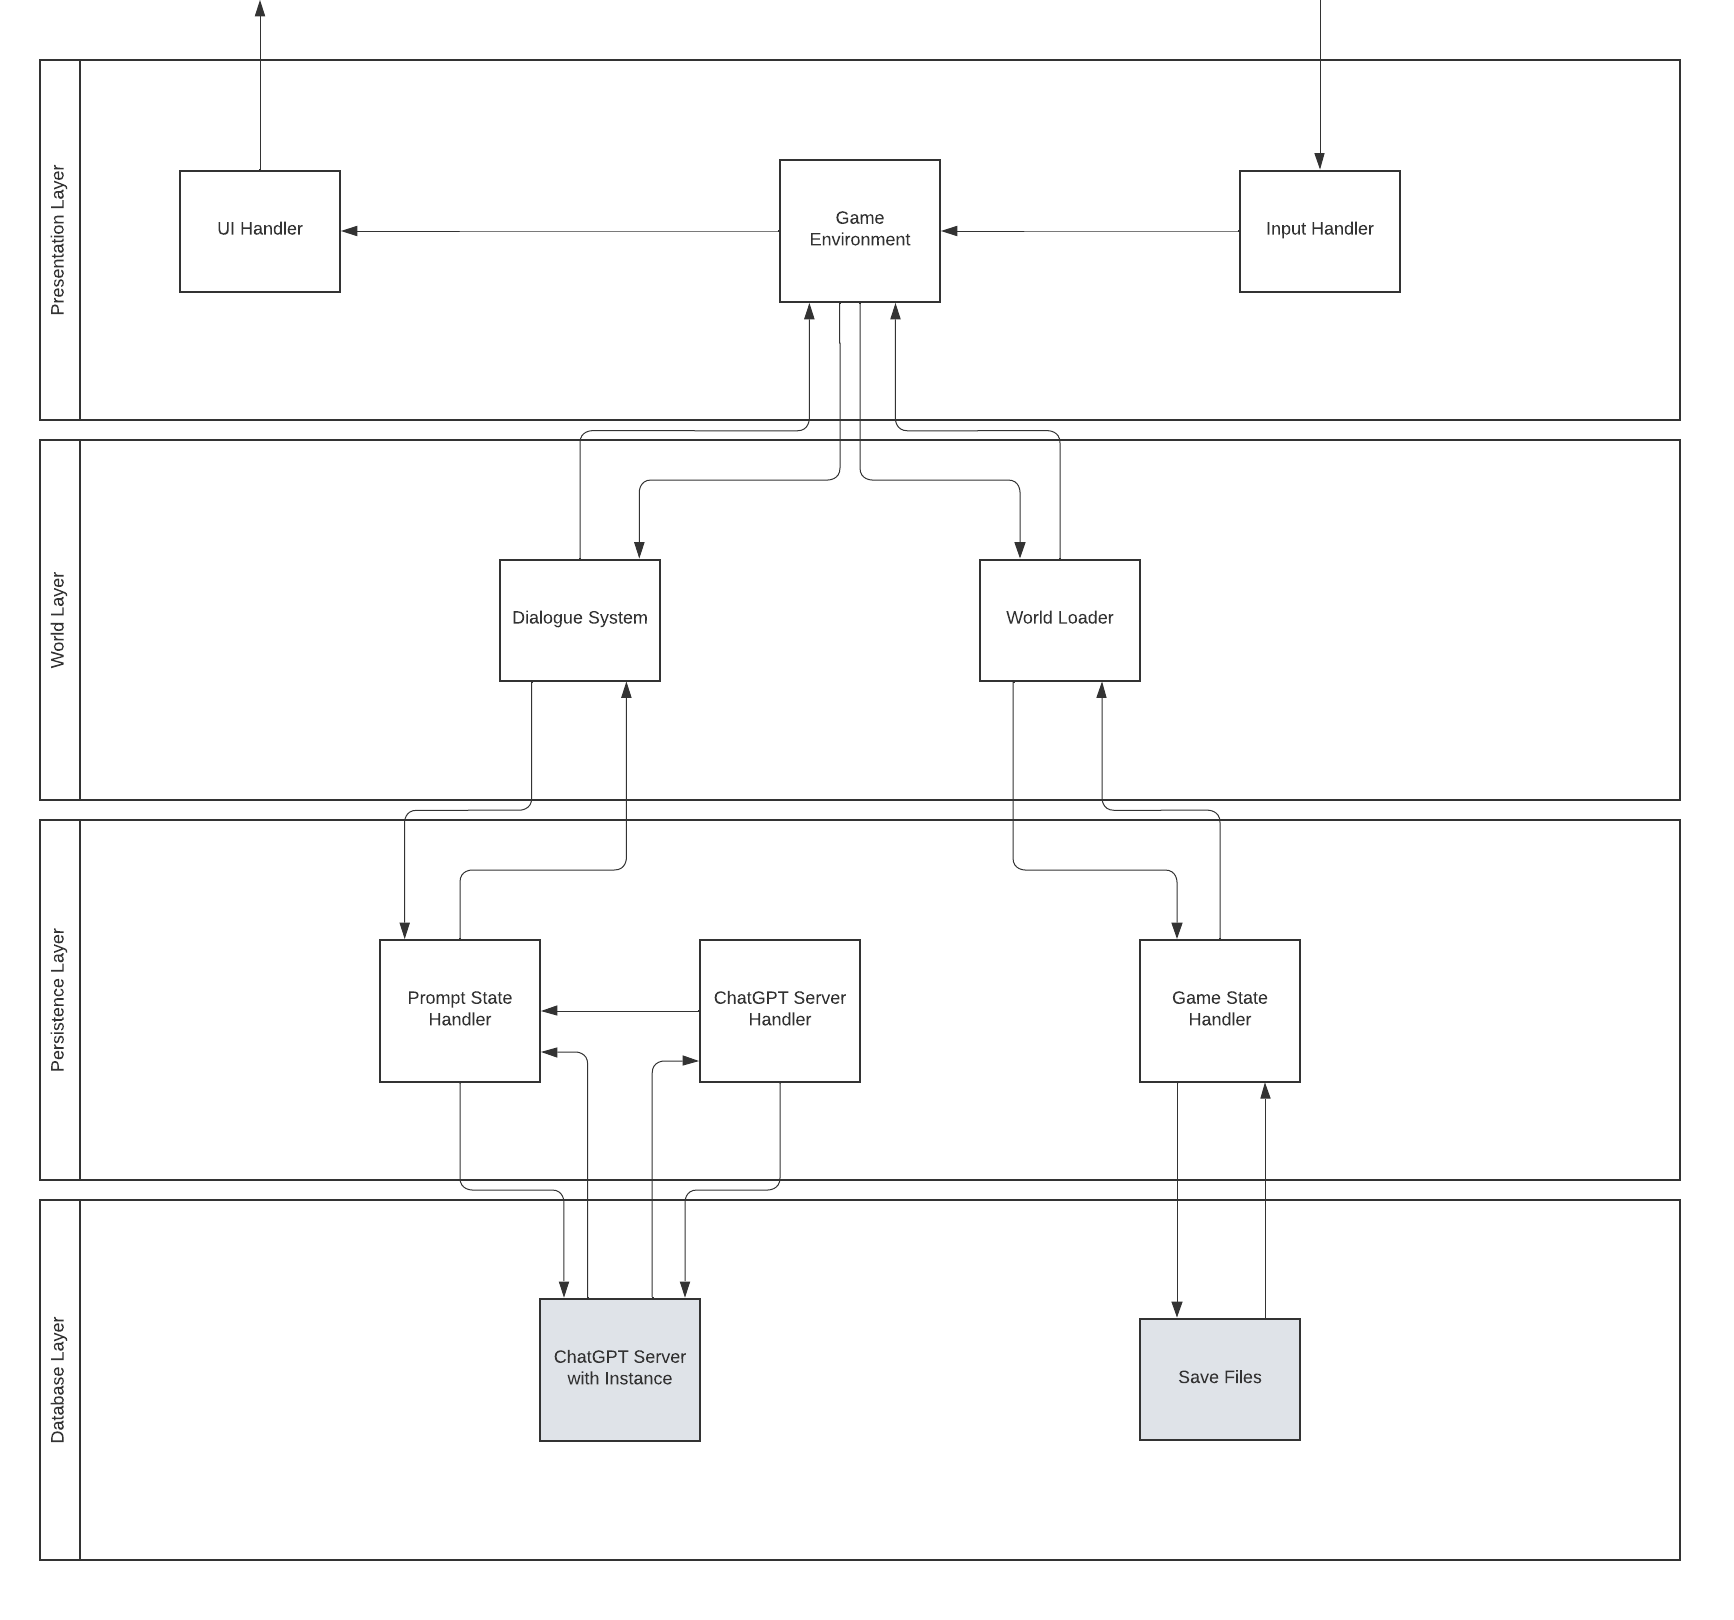 Presentation Layer
UI Handler
Game
Environment
Input Handler
World Layer
Dialogue System
World Loader
Persistence Layer
Prompt State
Handler
ChatGPT Server
Handler
Game State
Handler
Database Layer
ChatGPT Server
with Instance
Save Files